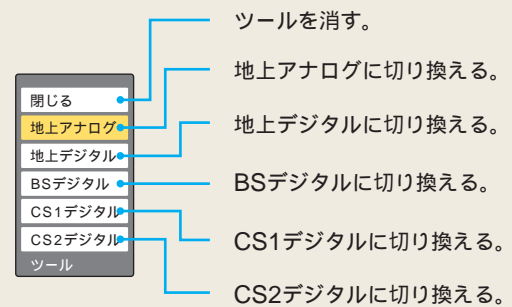 ツールを消す。
地上アナログに切り換える。
閉じる
地上アナログ
地上デジタルに切り換える。
地上デジタル
BSデジタル
BSデジタルに切り換える。
CS1デジタル
CS1デジタルに切り換える。
CS2デジタル
ツール
CS2デジタルに切り換える。